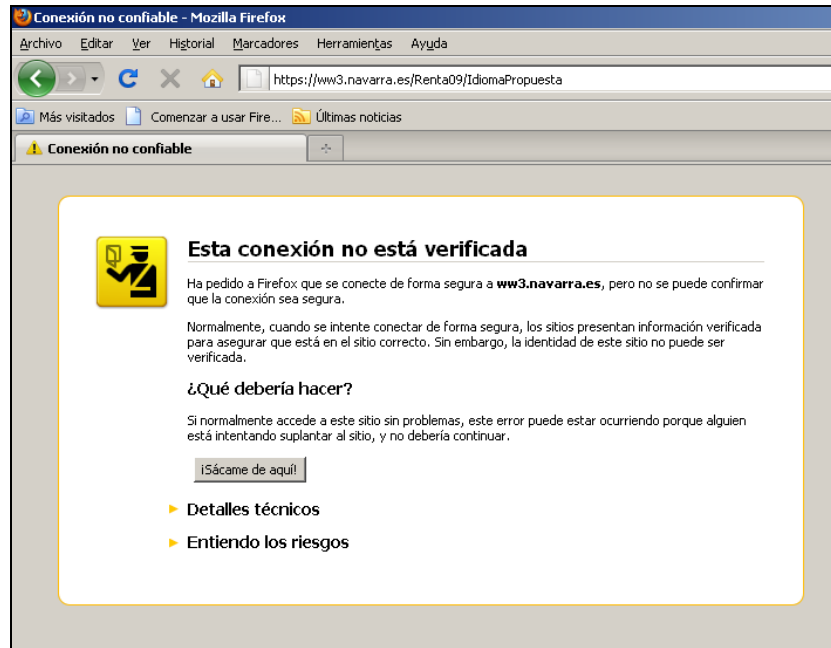 Conexión no confiable - Mozilla Firefox
Archivo Editar Ver Historial Marcadores Herramientas Ayuda
https://ww3.navarra.es/Renta09/IdiomaPropuesta
Más visitados Comenzar a usar Fire... Últimas noticias
Conexión no confiable
Esta conexión no está verificada
Ha pedido a Firefox que se conecte de forma segura a ww3.navarra.es, pero no se puede confirmar
que la conexión sea segura.
Normalmente, cuando se intente conectar de forma segura, los sitios presentan información verificada
para asegurar que está en el sitio correcto. Sin embargo, la identidad de este sitio no puede ser
verificada.
¿Qué debería hacer?
Si normalmente accede a este sitio sin problemas, este error puede estar ocurriendo porque alguien
está intentando suplantar al sitio, y no debería continuar.
¡Sácame de aquí!
Detalles técnicos
Entiendo los riesgos